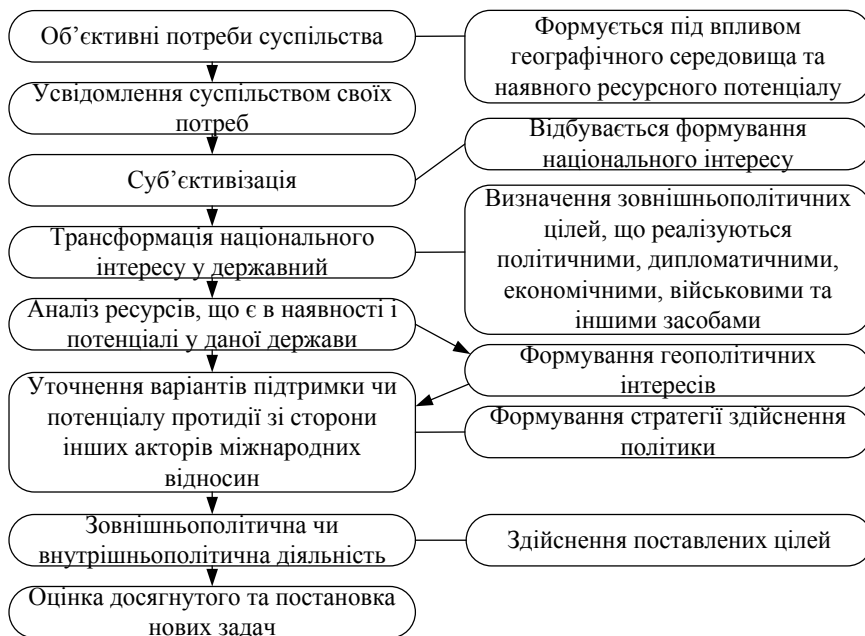 Об’єктивні потреби суспільства
Формується під впливом
географічного середовища та
наявного ресурсного потенціалу
Усвідомлення суспільством своїх
потреб
Відбувається формування
національного інтересу
Суб’єктивізація
Визначення зовнішньополітичних
цілей, що реалізуються
політичними, дипломатичними,
економічними, військовими та
іншими засобами
Трансформація національного
інтересу у державний
Аналіз ресурсів, що є в наявності і
потенціалі у даної держави
Формування геополітичних
інтересів
Уточнення варіантів підтримки чи
потенціалу протидії зі сторони
інших акторів міжнародних
відносин
Формування стратегії здійснення
політики
Зовнішньополітична чи
внутрішньополітична діяльність
Здійснення поставлених цілей
Оцінка досягнутого та постановка
нових задач